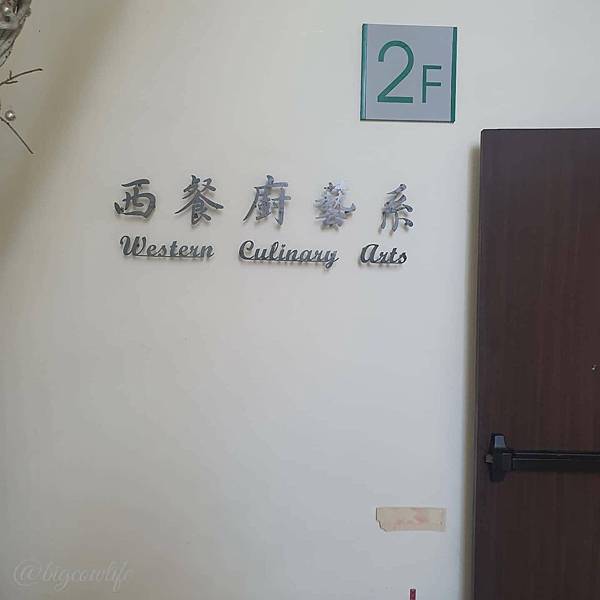 2F
西餐廚藝系
Western Culinary Arts
@bigcowlife